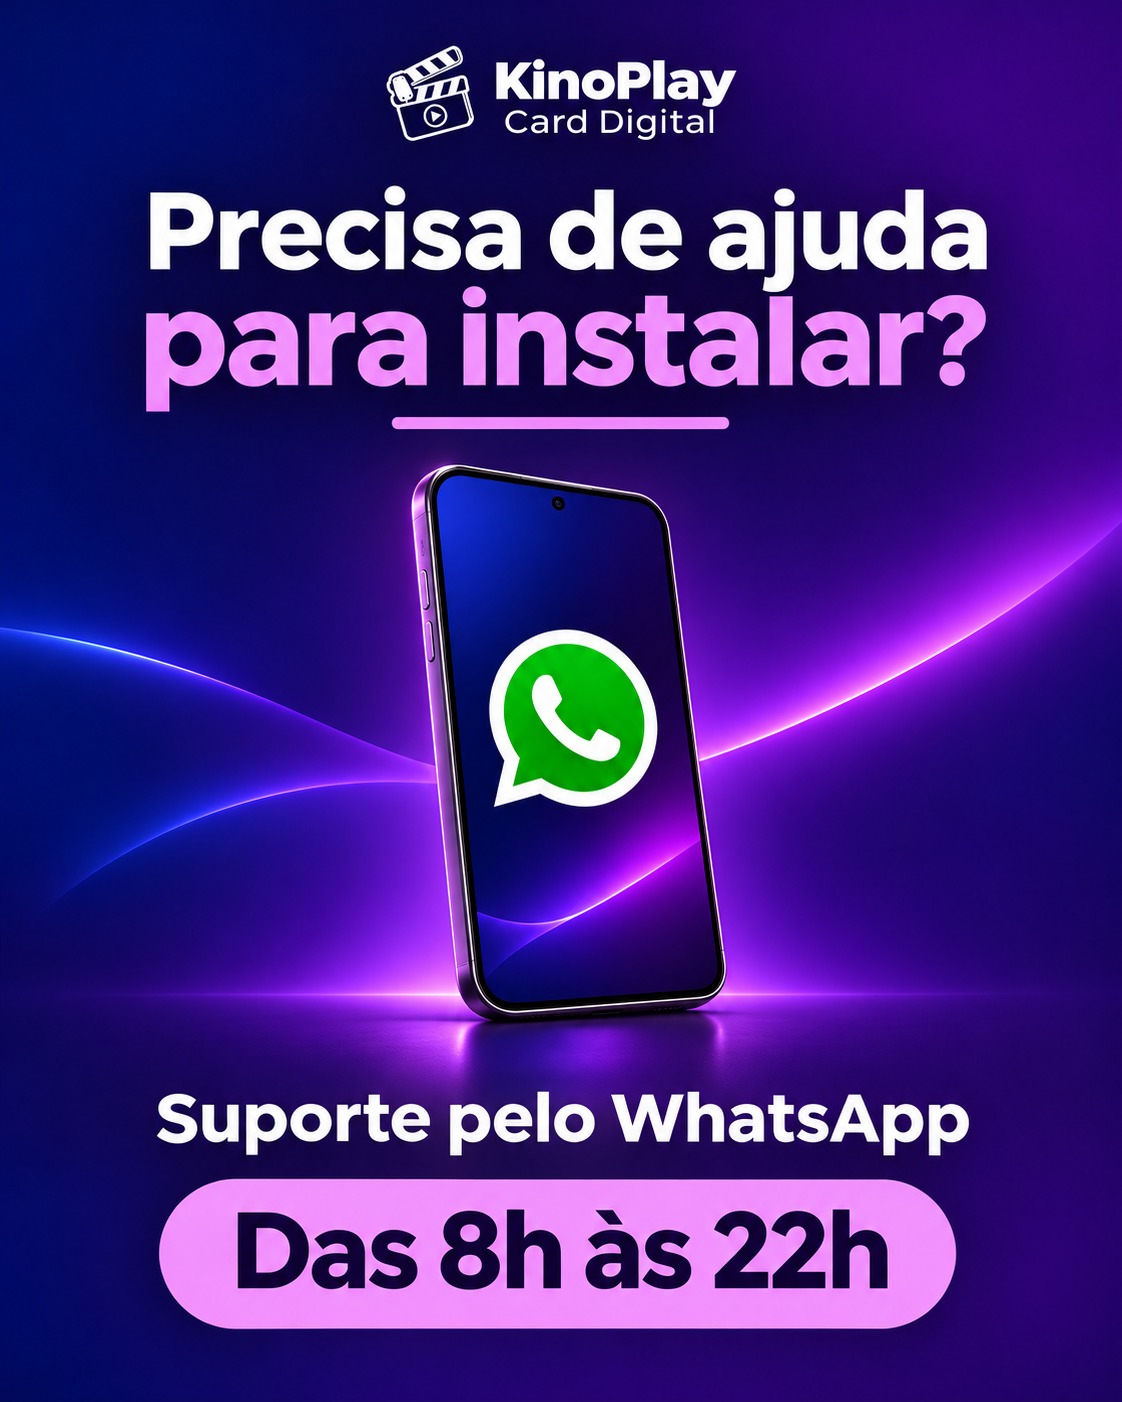 KinoPlay
Card Digital
Precisa de ajuda
para instalar?
Suporte pelo WhatsApp
Das 8h às 22h